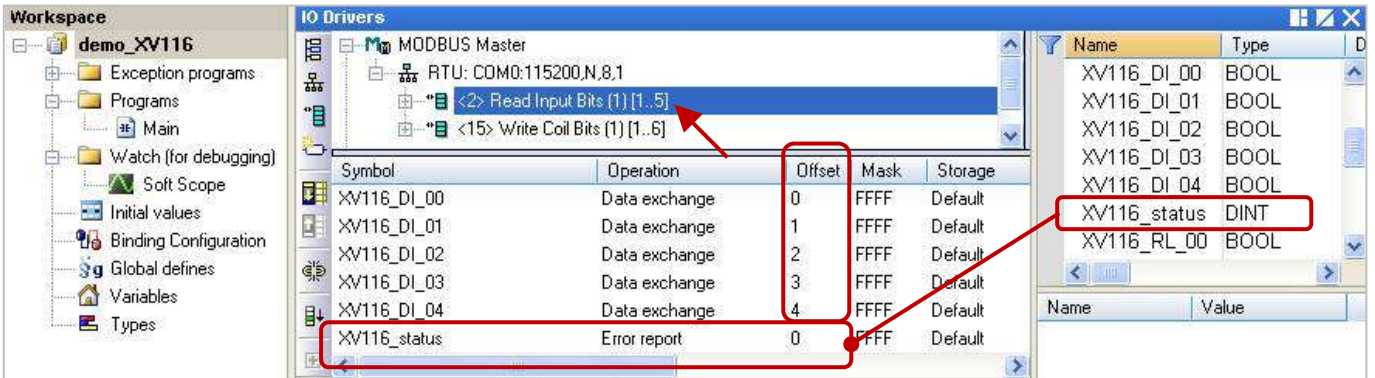 Workspace
demo_XV116
Exception programs
Programs
Main
Watch (for debugging)
Soft Scope
Initial values
Binding Configuration
Global defines
Variables
Types
IO Drivers
MODBUS Master
RTU: COM0:115200,N,8,1
<2> Read Input Bits (1) [1..5]
<15> Write Coil Bits (1) [1..6]
Symbol Operation Offset Mask Storage
XV116_DI_00 Data exchange 0 FFFF Default
XV116_DI_01 Data exchange 1 FFFF Default
XV116_DI_02 Data exchange 2 FFFF Default
XV116_DI_03 Data exchange 3 FFFF Default
XV116_DI_04 Data exchange 4 FFFF Default
XV116_status Error report 0 FFFF Default
Name Type D
XV116_DI_00 BOOL
XV116_DI_01 BOOL
XV116_DI_02 BOOL
XV116_DI_03 BOOL
XV116_DI_04 BOOL
XV116_status DINT
XV116_RL_00 BOOL
Name Value